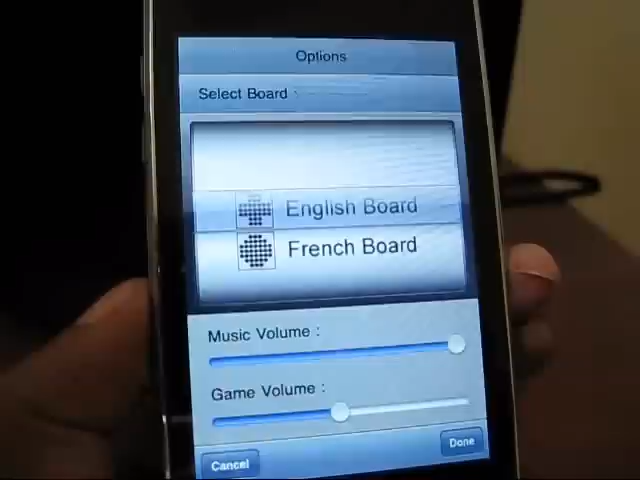 Options
Select Board :
English Board
French Board
Music Volume :
Game Volume :
Cancel
Done